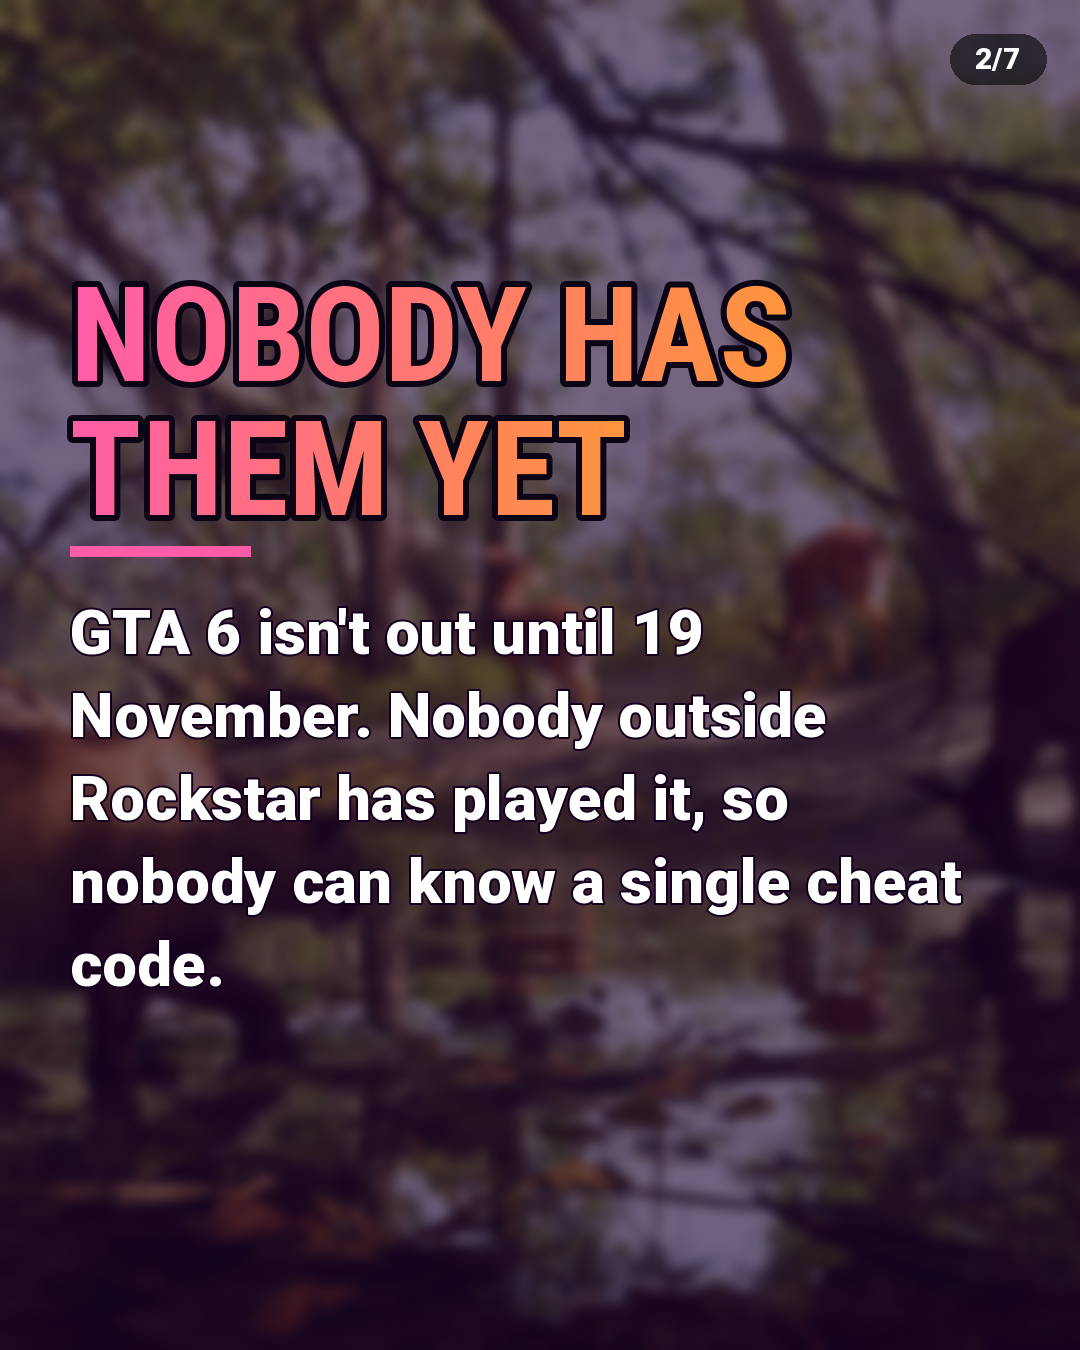 2/7
NOBODY HAS
THEM YET
GTA 6 isn't out until 19
November. Nobody outside
Rockstar has played it, so
nobody can know a single cheat
code.